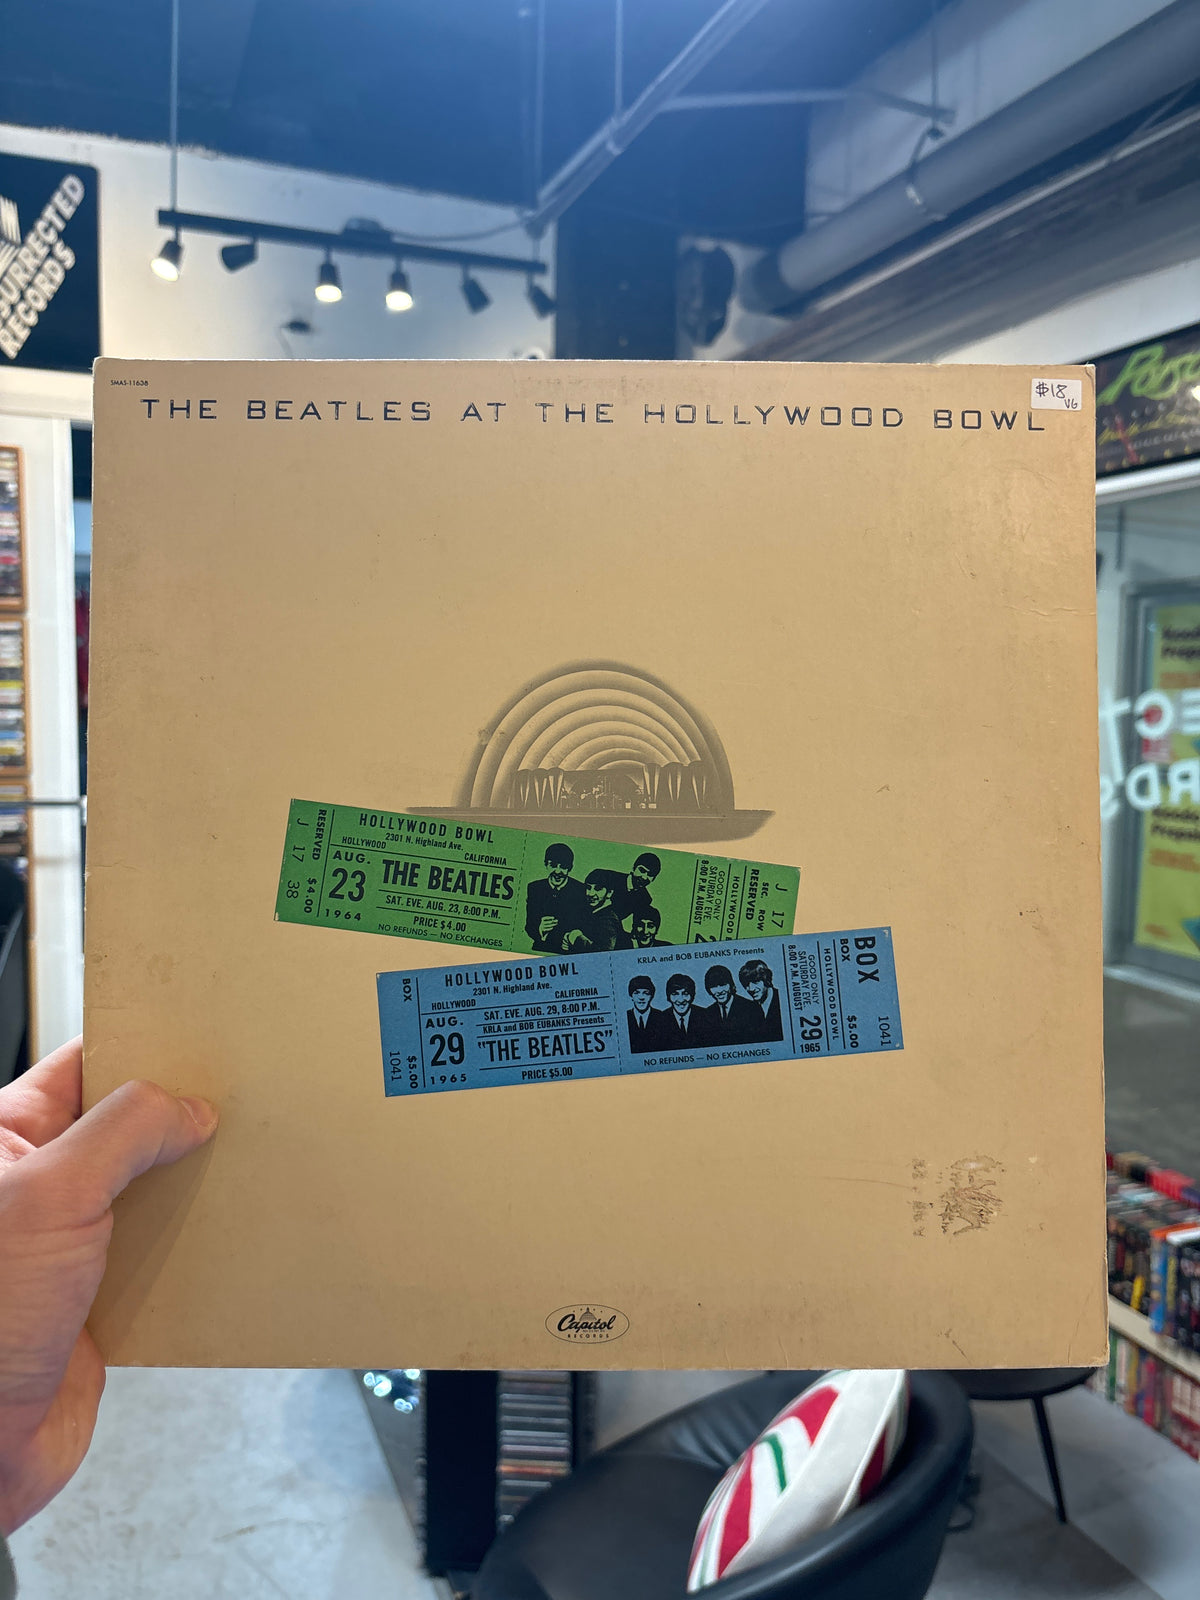 SURRECTED
RECORDS
SMAS-11638
THE BEATLES AT THE HOLLYWOOD BOWL
$18
VG
J 17 38
RESERVED $4.00
HOLLYWOOD BOWL
2301 N. Highland Ave.
HOLLYWOOD CALIFORNIA
AUG.
23
1964
THE BEATLES
SAT. EVE. AUG. 23, 8:00 P.M.
PRICE $4.00
NO REFUNDS — NO EXCHANGES
8:00 P.M. AUGUST
SATURDAY EVE.
GOOD ONLY
HOLLYWOOD
RESERVED
SEC. ROW
J 17
BOX
1041
$5.00
HOLLYWOOD BOWL
2301 N. Highland Ave.
HOLLYWOOD CALIFORNIA
AUG.
29
1965
SAT. EVE. AUG. 29, 8:00 P.M.
KRLA and BOB EUBANKS Presents
"THE BEATLES"
PRICE $5.00
KRLA and BOB EUBANKS Presents
NO REFUNDS — NO EXCHANGES
8:00 P.M. AUGUST
SATURDAY EVE.
GOOD ONLY
29
1965
HOLLYWOOD BOWL
BOX $5.00
BOX
1041
Capitol
RECORDS